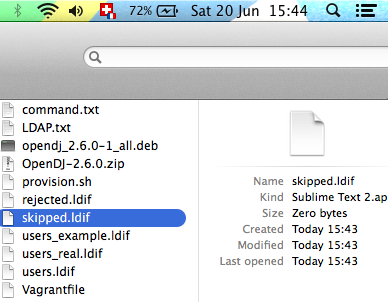 72% Sat 20 Jun 15:44
command.txt
LDAP.txt
opendj_2.6.0-1_all.deb
OpenDJ-2.6.0.zip
provision.sh
rejected.ldif
skipped.ldif
users_example.ldif
users_real.ldif
users.ldif
Vagrantfile
Name skipped.ldif
Kind Sublime Text 2.ap
Size Zero bytes
Created Today 15:43
Modified Today 15:43
Last opened Today 15:43